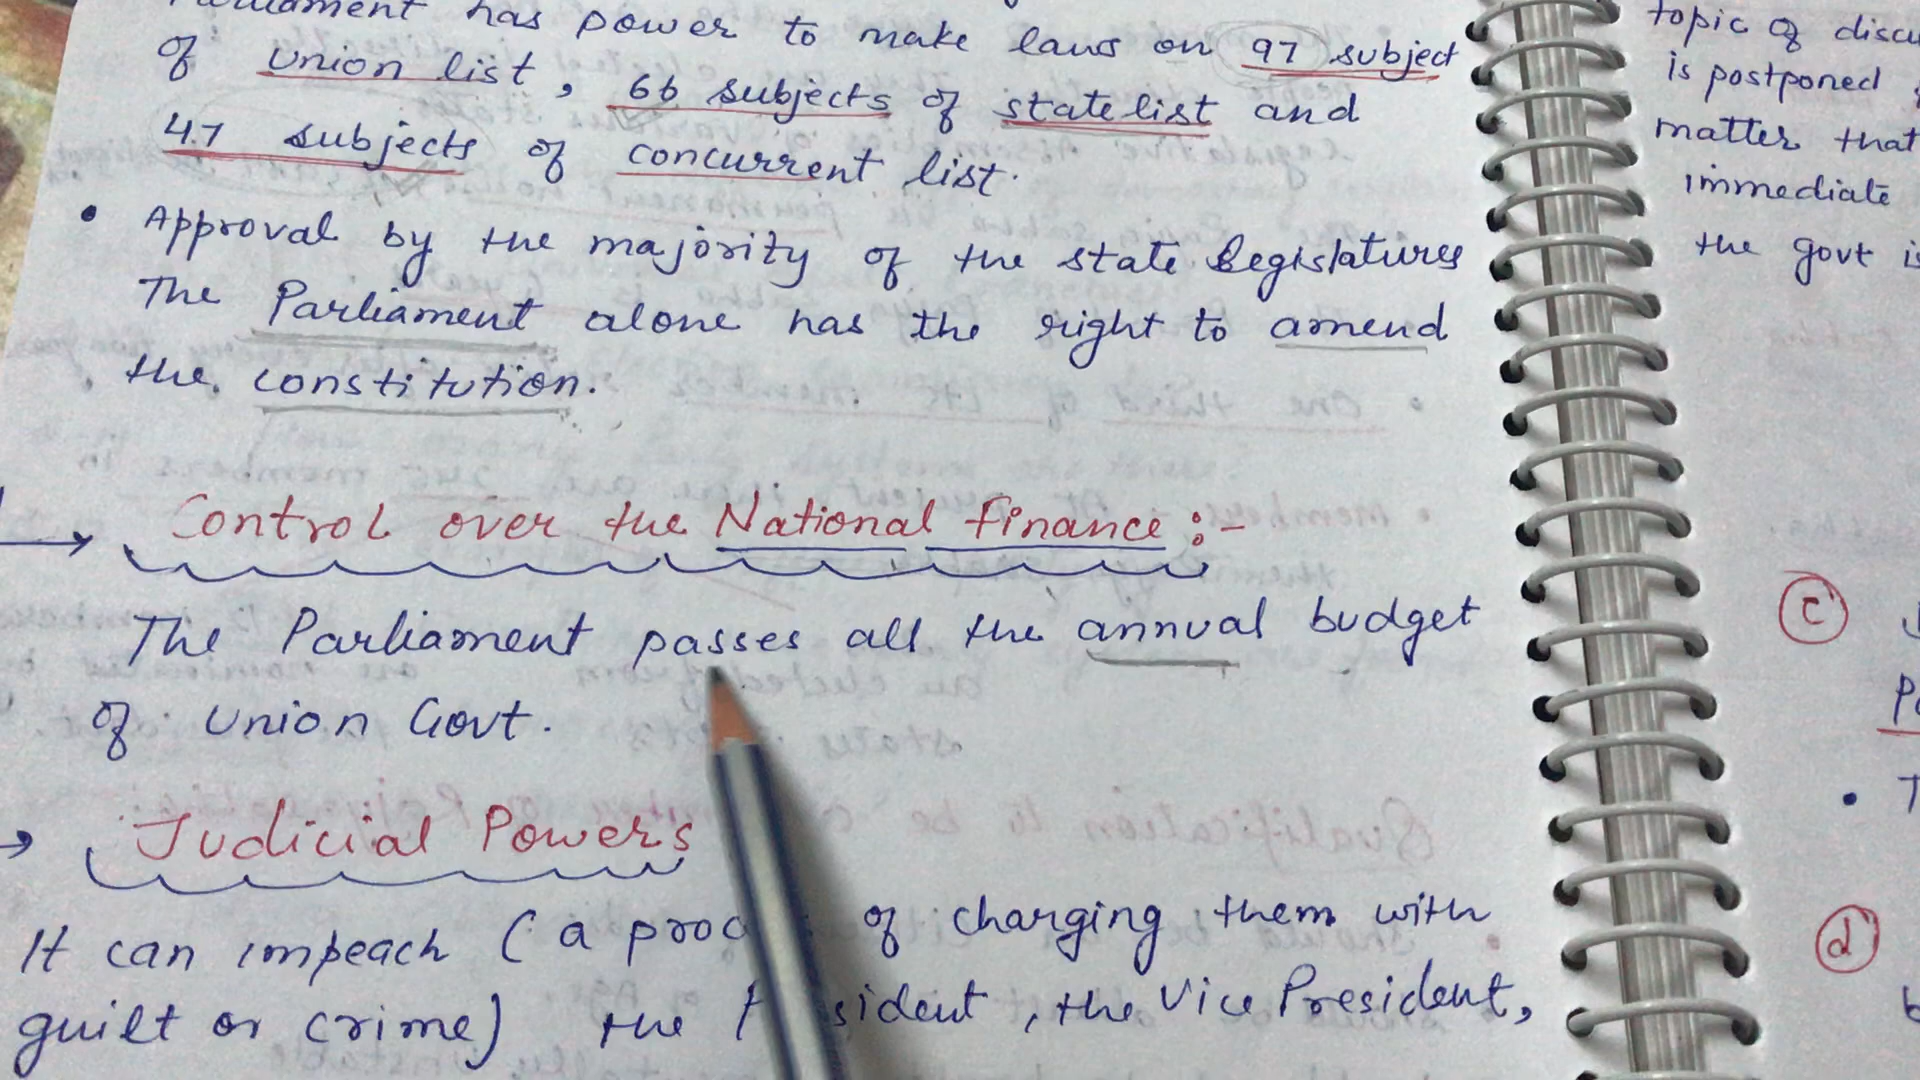 Parliament has power to make laws on 97 subject
of Union list, 66 subjects of state list and
47 subjects of concurrent list.
• Approval by the majority of the state Legislatures
The Parliament alone has the right to amend
the constitution.
→ Control over the National Finance :-
The Parliament passes all the annual budget
of Union Govt.
→ Judicial Powers
It can impeach ( a of charging them with
guilt or crime) the , the Vice President,
topic of
is postponed
matter that
immediate
the govt is
(c)
• T
(d)